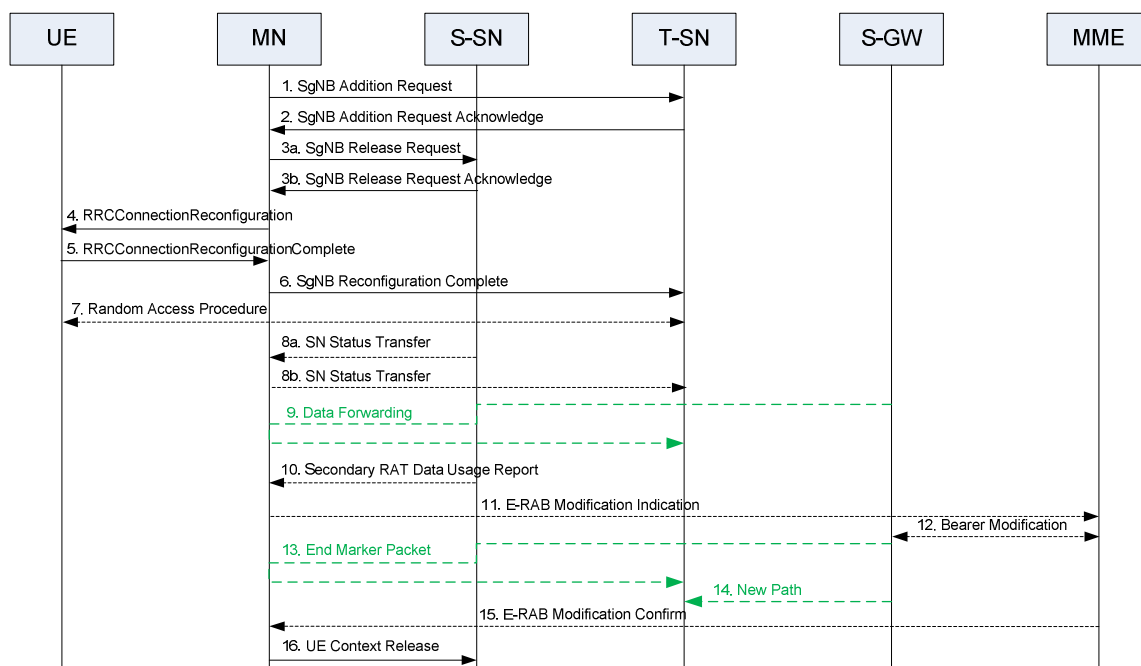 UE
MN
S-SN
T-SN
S-GW
MME
1. SgNB Addition Request
2. SgNB Addition Request Acknowledge
3a. SgNB Release Request
3b. SgNB Release Request Acknowledge
4. RRCConnectionReconfiguration
5. RRCConnectionReconfigurationComplete
6. SgNB Reconfiguration Complete
7. Random Access Procedure
8a. SN Status Transfer
8b. SN Status Transfer
9. Data Forwarding
10. Secondary RAT Data Usage Report
11. E-RAB Modification Indication
12. Bearer Modification
13. End Marker Packet
14. New Path
15. E-RAB Modification Confirm
16. UE Context Release